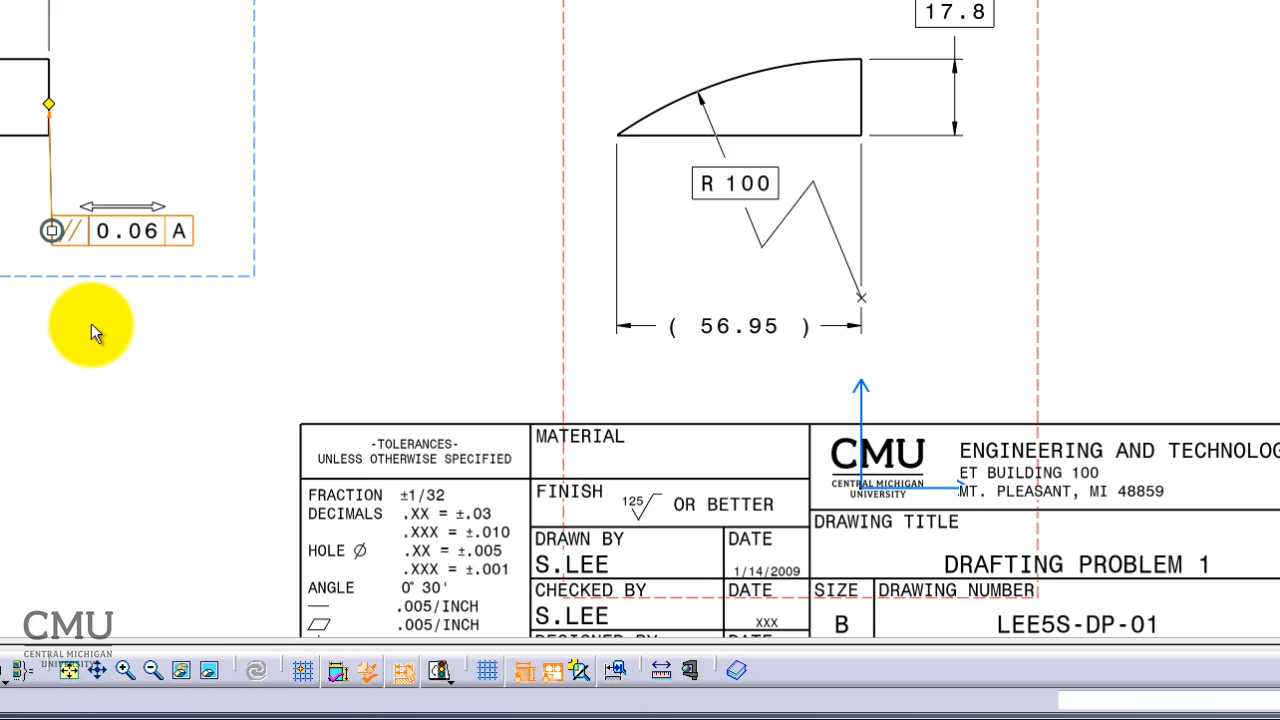 17.8
R 100
// 0.06 A
( 56.95 )
-TOLERANCES-
UNLESS OTHERWISE SPECIFIED
FRACTION ±1/32
DECIMALS .XX = ±.03
.XXX = ±.010
HOLE Ø .XX = ±.005
.XXX = ±.001
ANGLE 0° 30'
.005/INCH
.005/INCH
MATERIAL
FINISH 125 OR BETTER
DRAWN BY DATE
S.LEE 1/14/2009
CHECKED BY DATE
S.LEE XXX
CMU
CENTRAL MICHIGAN
UNIVERSITY
ENGINEERING AND TECHNOLOG
ET BUILDING 100
MT. PLEASANT, MI 48859
DRAWING TITLE
DRAFTING PROBLEM 1
SIZE DRAWING NUMBER
B LEE5S-DP-01
CMU
CENTRAL MICHIGAN
UNIVERSITY